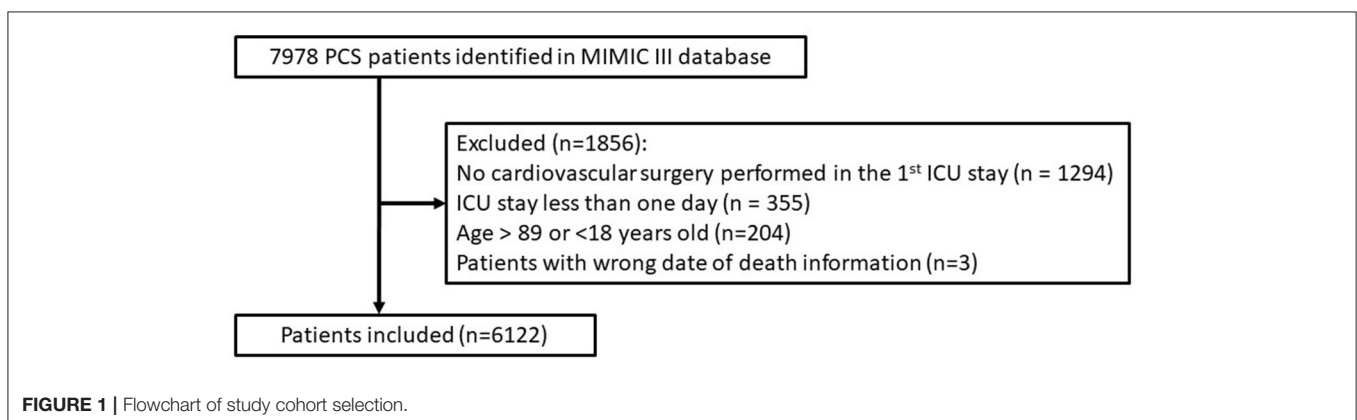 7978 PCS patients identified in MIMIC III database
Excluded (n=1856):
No cardiovascular surgery performed in the 1st ICU stay (n = 1294)
ICU stay less than one day (n = 355)
Age > 89 or <18 years old (n=204)
Patients with wrong date of death information (n=3)
Patients included (n=6122)
FIGURE 1 | Flowchart of study cohort selection.